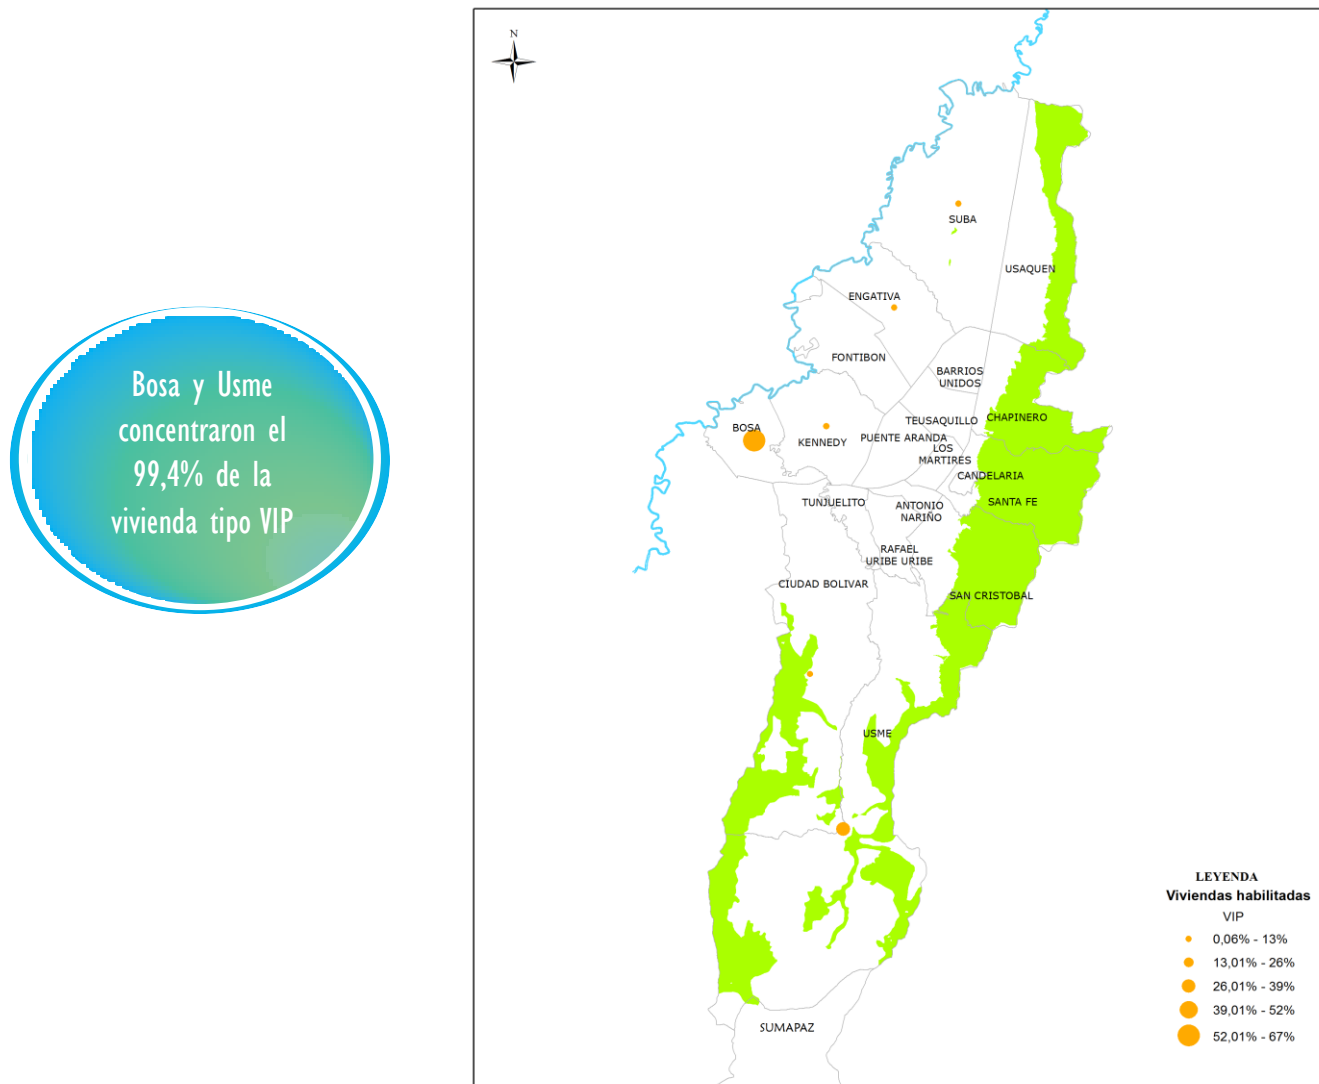 Bosa y Usme
concentraron el
99,4% de la
vivienda tipo VIP
N
SUBA
USAQUEN
ENGATIVA
FONTIBON
BARRIOS
UNIDOS
TEUSAQUILLO
CHAPINERO
BOSA
KENNEDY
PUENTE ARANDA
LOS
MARTIRES
CANDELARIA
SANTA FE
TUNJUELITO
ANTONIO
NARIÑO
RAFAEL
URIBE URIBE
CIUDAD BOLIVAR
SAN CRISTOBAL
USME
SUMAPAZ
LEYENDA
Viviendas habilitadas
VIP
0,06% - 13%
13,01% - 26%
26,01% - 39%
39,01% - 52%
52,01% - 67%